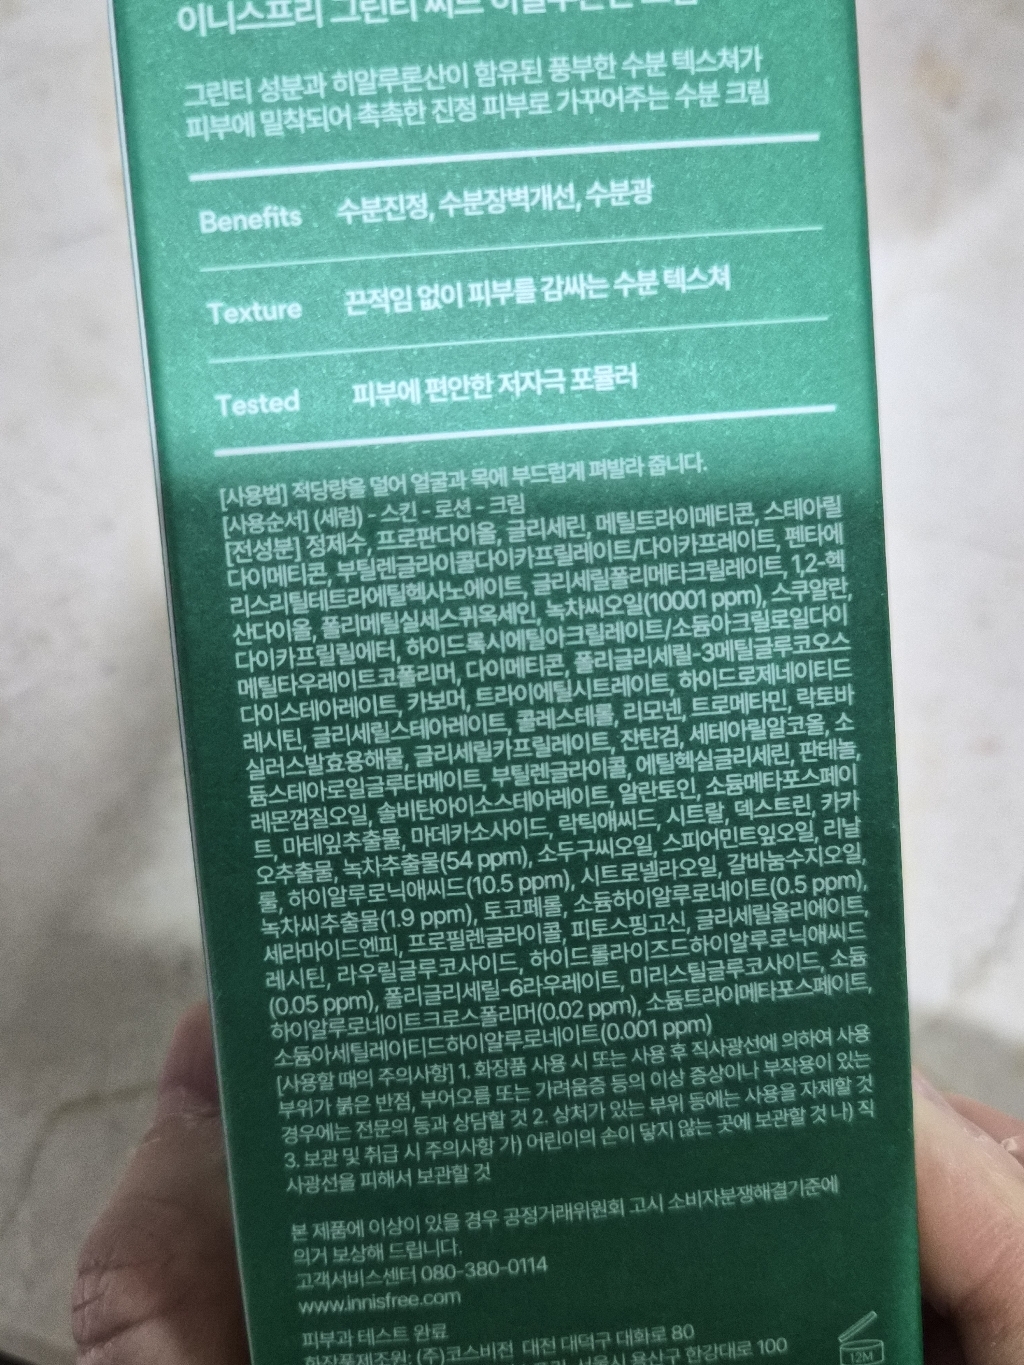 이니스프리 그린티 씨드 히알루론산 크림
그린티 성분과 히알루론산이 함유된 풍부한 수분 텍스쳐가
피부에 밀착되어 촉촉한 진정 피부로 가꾸어주는 수분 크림
Benefits 수분진정, 수분장벽개선, 수분광
Texture 끈적임 없이 피부를 감싸는 수분 텍스쳐
Tested 피부에 편안한 저자극 포뮬러
[사용법] 적당량을 덜어 얼굴과 목에 부드럽게 펴발라 줍니다.
[사용순서] (세럼) - 스킨 - 로션 - 크림
[전성분] 정제수, 프로판다이올, 글리세린, 메틸트라이메티콘, 스테아릴
다이메티콘, 부틸렌글라이콜다이카프릴레이트/다이카프레이트, 펜타에
리스리틸테트라에틸헥사노에이트, 글리세릴폴리메타크릴레이트, 1,2-헥
산다이올, 폴리메틸실세스퀴옥세인, 녹차씨오일(10001 ppm), 스쿠알란,
다이카프릴릴에터, 하이드록시에틸아크릴레이트/소듐아크릴로일다이
메틸타우레이트코폴리머, 다이메티콘, 폴리글리세릴-3메틸글루코오스
다이스테아레이트, 카보머, 트라이에틸시트레이트, 하이드로제네이티드
레시틴, 글리세릴스테아레이트, 콜레스테롤, 리모넨, 트로메타민, 락토바
실러스발효용해물, 글리세릴카프릴레이트, 잔탄검, 세테아릴알코올, 소
듐스테아로일글루타메이트, 부틸렌글라이콜, 에틸헥실글리세린, 판테놀,
레몬껍질오일, 솔비탄아이소스테아레이트, 알란토인, 소듐메타포스페이
트, 마테잎추출물, 마데카소사이드, 락틱애씨드, 시트랄, 덱스트린, 카카
오추출물, 녹차추출물(54 ppm), 소두구씨오일, 스피어민트잎오일, 리날
룰, 하이알루로닉애씨드(10.5 ppm), 시트로넬라오일, 갈바눔수지오일,
녹차씨추출물(1.9 ppm), 토코페롤, 소듐하이알루로네이트(0.5 ppm),
세라마이드엔피, 프로필렌글라이콜, 피토스핑고신, 글리세릴올리에이트,
레시틴, 라우릴글루코사이드, 하이드롤라이즈드하이알루로닉애씨드
(0.05 ppm), 폴리글리세릴-6라우레이트, 미리스틸글루코사이드, 소듐
하이알루로네이트크로스폴리머(0.02 ppm), 소듐트라이메타포스페이트,
소듐아세틸레이티드하이알루로네이트(0.001 ppm)
[사용할 때의 주의사항] 1. 화장품 사용 시 또는 사용 후 직사광선에 의하여 사용
부위가 붉은 반점, 부어오름 또는 가려움증 등의 이상 증상이나 부작용이 있는
경우에는 전문의 등과 상담할 것 2. 상처가 있는 부위 등에는 사용을 자제할 것
3. 보관 및 취급 시 주의사항 가) 어린이의 손이 닿지 않는 곳에 보관할 것 나) 직
사광선을 피해서 보관할 것
본 제품에 이상이 있을 경우 공정거래위원회 고시 소비자분쟁해결기준에
의거 보상해 드립니다.
고객서비스센터 080-380-0114
www.innisfree.com
피부과 테스트 완료
화장품제조원: (주)코스비전 대전 대덕구 대화로 80
서울시 용산구 한강대로 100
12M